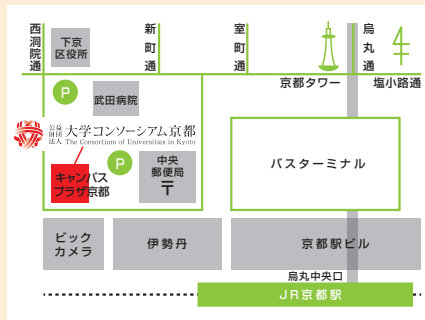 西洞院通
新町通
室町通
烏丸通
下京
区役所
京都タワー
塩小路通
P
武田病院
公益
財団
法人
大学コンソーシアム京都
The Consortium of Universities in Kyoto
P
キャンパス
プラザ京都
中央
郵便局
〒
バスターミナル
ビック
カメラ
伊勢丹
京都駅ビル
烏丸中央口
JR京都駅